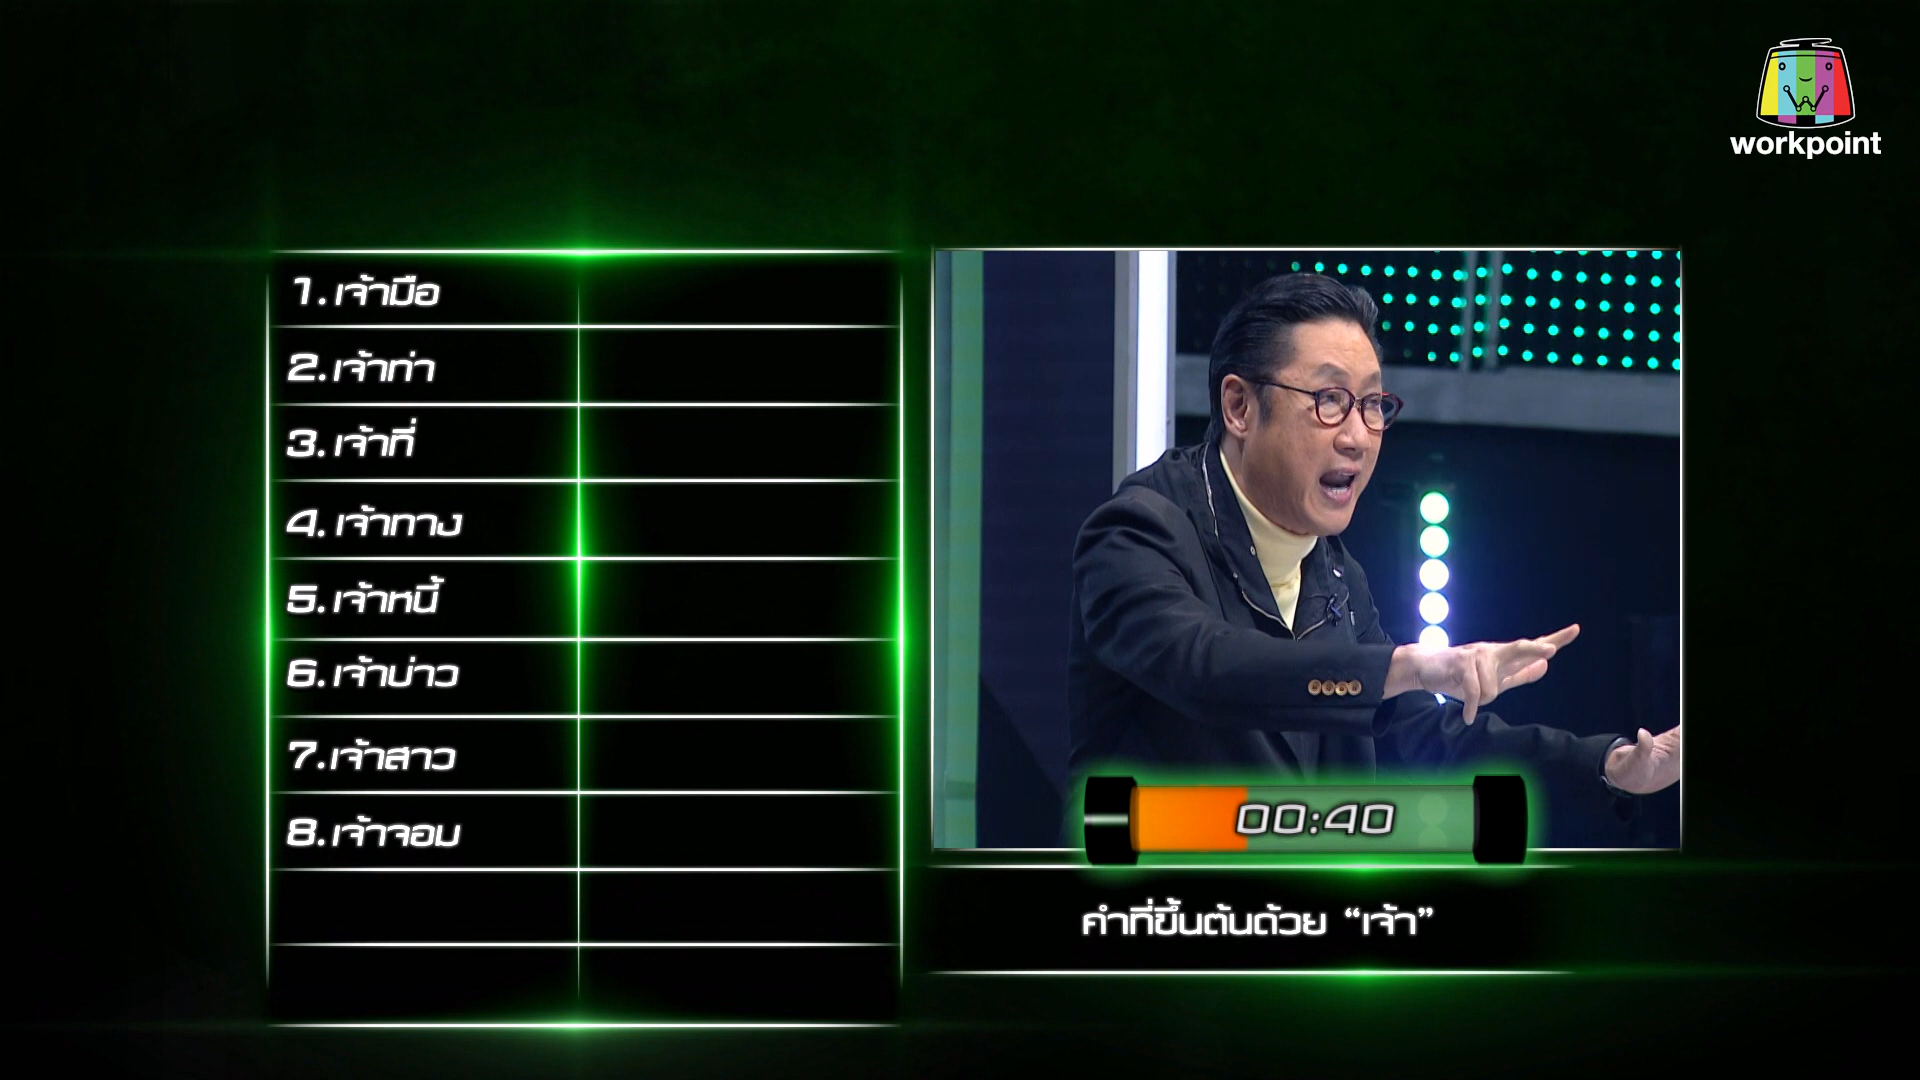 workpoint
1. เจ้ามือ
2. เจ้าท่า
3. เจ้าที่
4. เจ้าทาง
5. เจ้าหนี้
6. เจ้าบ่าว
7. เจ้าสาว
8. เจ้าจอม
00:40
คำที่ขึ้นต้นด้วย “เจ้า”